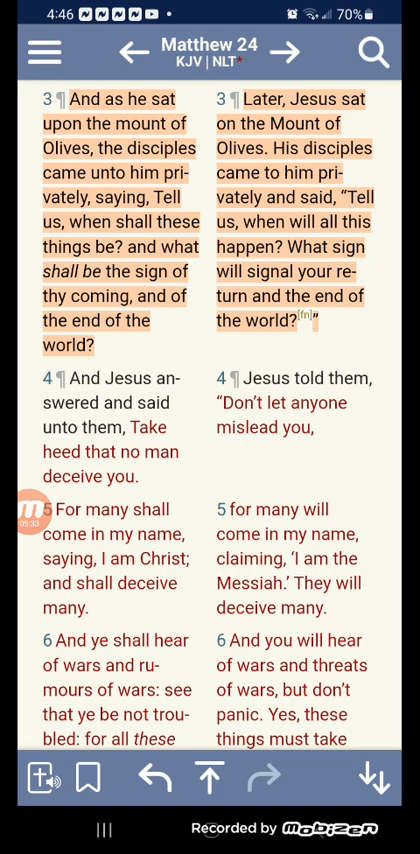 4:46 70%
Matthew 24
KJV | NLT*
3 ¶ And as he sat
upon the mount of
Olives, the disciples
came unto him pri-
vately, saying, Tell
us, when shall these
things be? and what
shall be the sign of
thy coming, and of
the end of the
world?
3 ¶ Later, Jesus sat
on the Mount of
Olives. His disciples
came to him pri-
vately and said, “Tell
us, when will all this
happen? What sign
will signal your re-
turn and the end of
the world?[fn]”
4 ¶ And Jesus an-
swered and said
unto them, Take
heed that no man
deceive you.
4 ¶ Jesus told them,
“Don’t let anyone
mislead you,
5 For many shall
come in my name,
saying, I am Christ;
and shall deceive
many.
5 for many will
come in my name,
claiming, ‘I am the
Messiah.’ They will
deceive many.
6 And ye shall hear
of wars and ru-
mours of wars: see
that ye be not trou-
bled: for all these
6 And you will hear
of wars and threats
of wars, but don’t
panic. Yes, these
things must take
m
05:33
Recorded by Mobizen